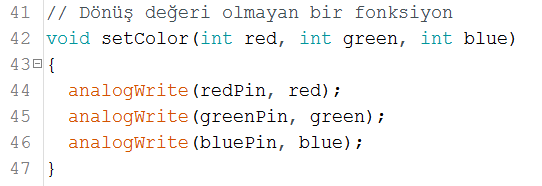 41 // Dönüş değeri olmayan bir fonksiyon
42 void setColor(int red, int green, int blue)
43 {
44 analogWrite(redPin, red);
45 analogWrite(greenPin, green);
46 analogWrite(bluePin, blue);
47 }